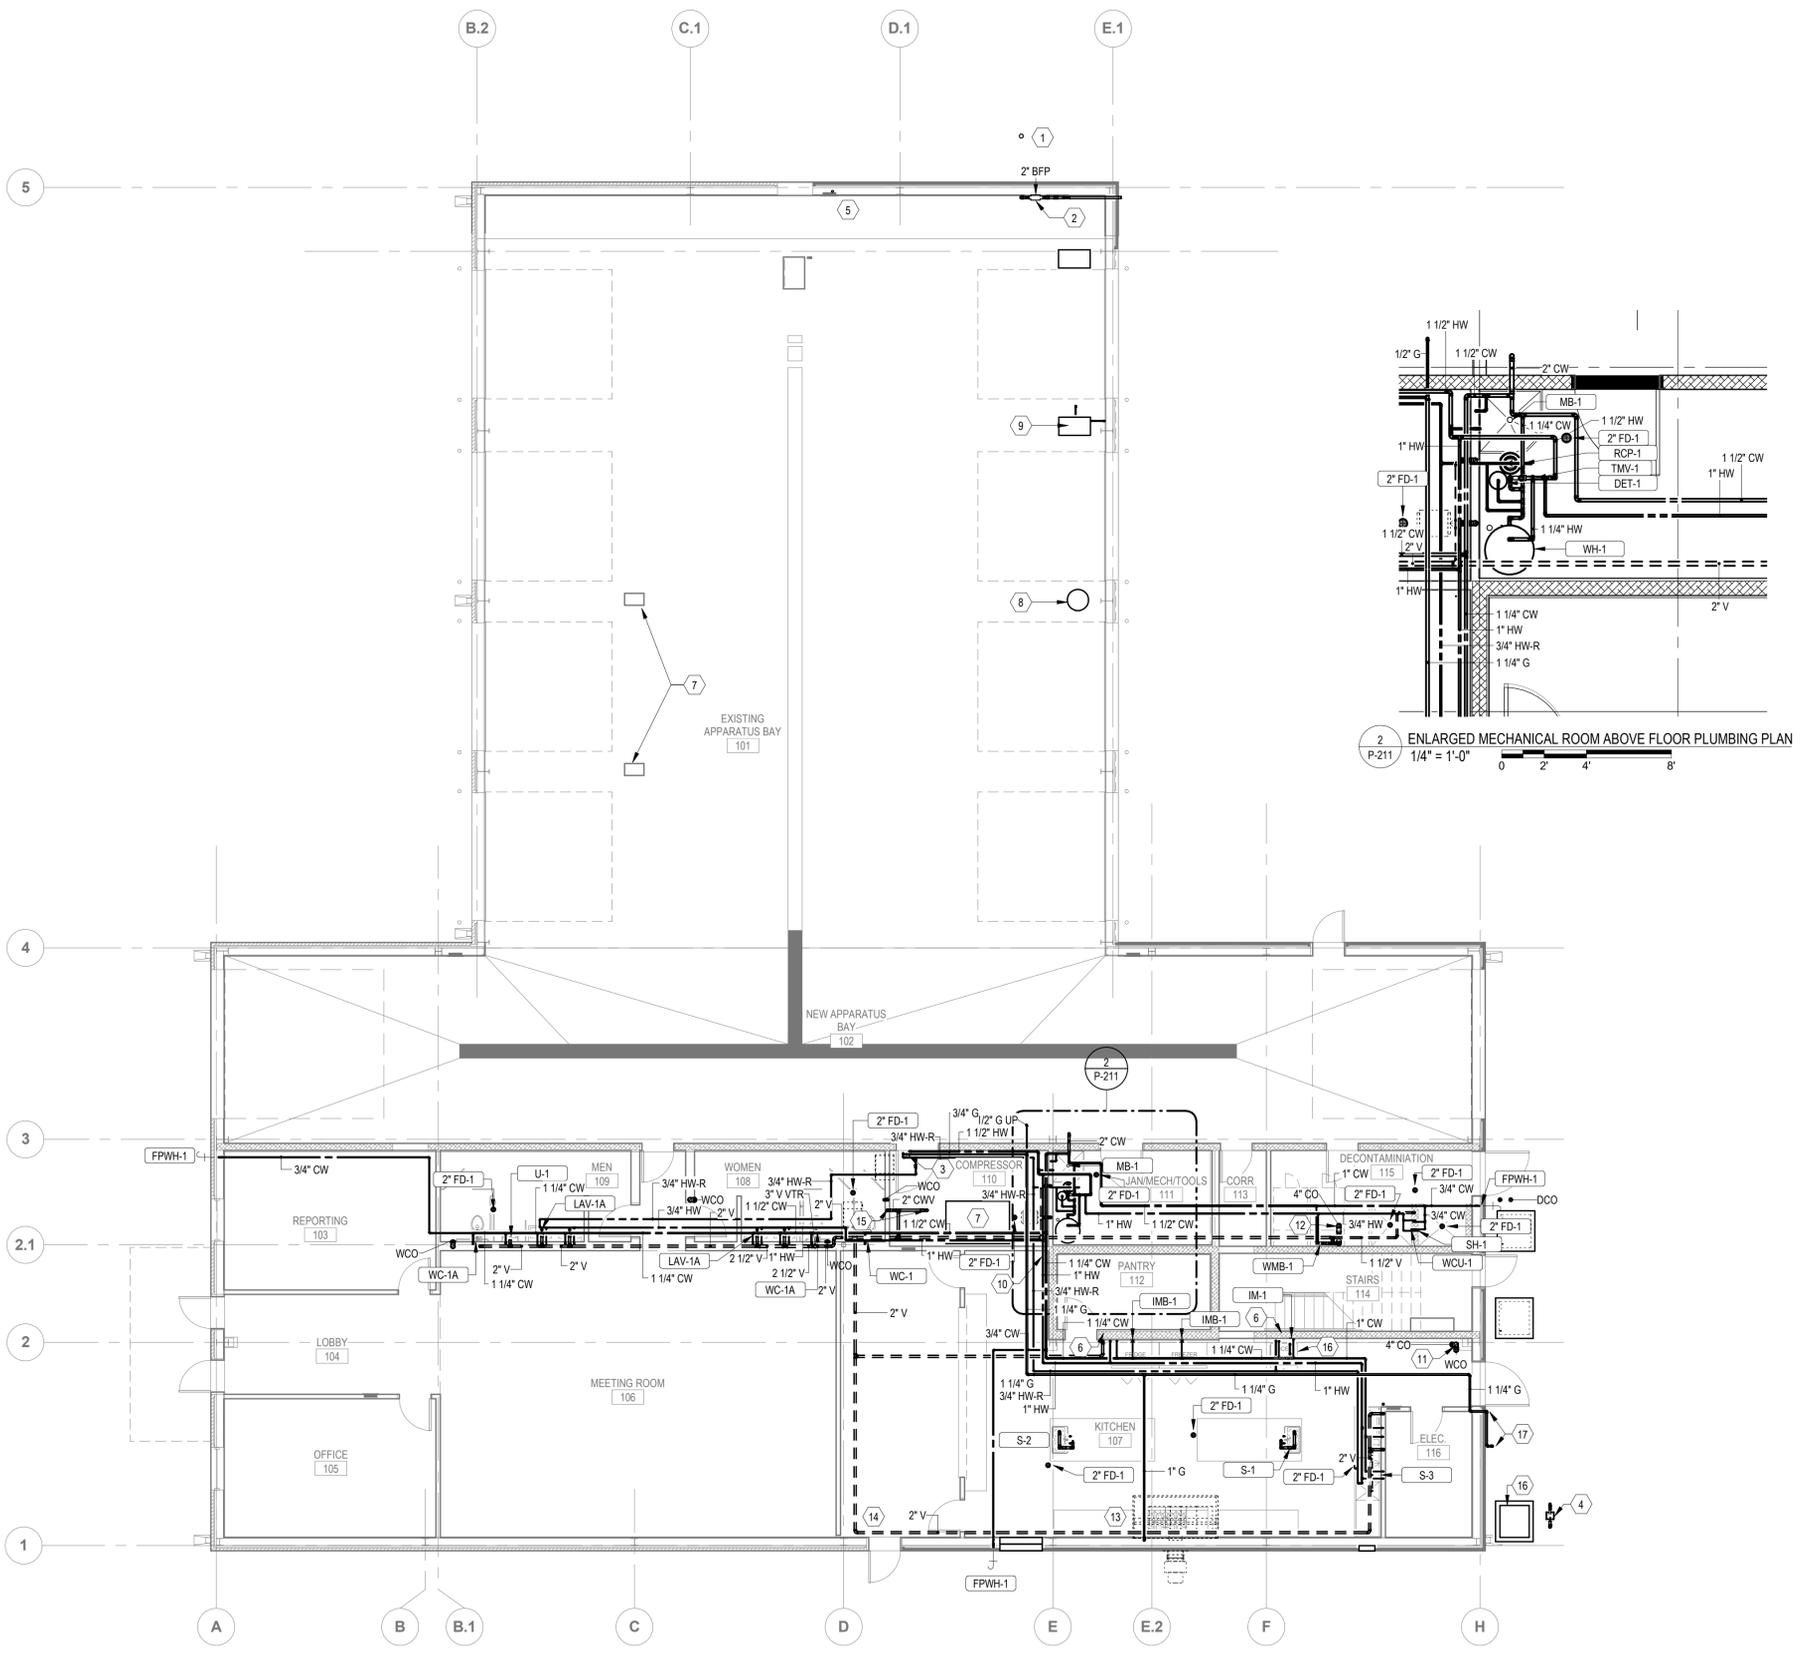 B.2
C.1
D.1
E.1
1
5
2" BFP
5
2
9
8
7
EXISTING
APPARATUS BAY
101
1 1/2" HW
1/2" G
1 1/2" CW
2" CW
MB-1
1 1/4" CW
1 1/2" HW
2" FD-1
1" HW
RCP-1
TMV-1
DET-1
1 1/2" CW
1" HW
2" FD-1
1 1/2" CW
2" V
1 1/4" HW
WH-1
1" HW
2" V
1 1/4" CW
1" HW
3/4" HW-R
1 1/4" G
2
P-211
ENLARGED MECHANICAL ROOM ABOVE FLOOR PLUMBING PLAN
1/4" = 1'-0"
0
2'
4'
8'
4
NEW APPARATUS
BAY
102
2
P-211
3
3/4" G
1/2" G UP
2" FD-1
3/4" HW-R
1 1/2" HW
2" CW
FPWH-1
3/4" CW
MEN
109
WOMEN
108
3
COMPRESSOR
110
MB-1
DECONTAMINIATION
115
2" FD-1
U-1
1 1/4" CW
LAV-1A
3/4" HW-R
WCO
3/4" HW-R
3" V VTR
1 1/2" CW
2" V
WCO
2" CWV
3/4" HW-R
JAN/MECH/TOOLS
111
2" FD-1
CORR
113
1" CW
2" FD-1
FPWH-1
4" CO
2" FD-1
3/4" CW
DCO
REPORTING
103
3/4" HW
2" V
15
1 1/2" CW
7
1" HW
1 1/2" CW
12
3/4" HW
3/4" CW
2" FD-1
2.1
WCO
WC-1A
2" V
1 1/4" CW
2" V
1 1/4" CW
LAV-1A
2 1/2" V
1" HW
2 1/2" V
WC-1A
WCO
2" V
WC-1
1" HW
2" FD-1
10
1 1/4" CW
1" HW
3/4" HW-R
1 1/4" G
PANTRY
112
WMB-1
1 1/2" V
WCU-1
SH-1
STAIRS
114
IMB-1
IM-1
2" V
IMB-1
6
1" CW
2
LOBBY
104
3/4" CW
1 1/4" CW
6
FRIDGE
FREEZER
1 1/4" CW
16
4" CO
11
WCO
MEETING ROOM
106
1 1/4" G
3/4" HW-R
1" HW
1 1/4" G
1" HW
1 1/4" G
2" FD-1
KITCHEN
107
S-2
ELEC.
116
17
OFFICE
105
2" FD-1
1" G
S-1
2" FD-1
2" V
S-3
16
4
14
2" V
13
1
FPWH-1
A
B
B.1
C
D
E
E.2
F
H